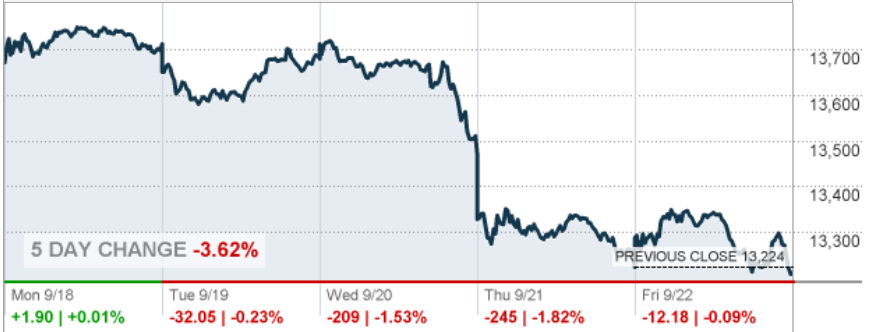 13,700
13,600
13,500
13,400
13,300
5 DAY CHANGE -3.62%
PREVIOUS CLOSE 13,224
Mon 9/18 Tue 9/19 Wed 9/20 Thu 9/21 Fri 9/22
+1.90 | +0.01% -32.05 | -0.23% -209 | -1.53% -245 | -1.82% -12.18 | -0.09%